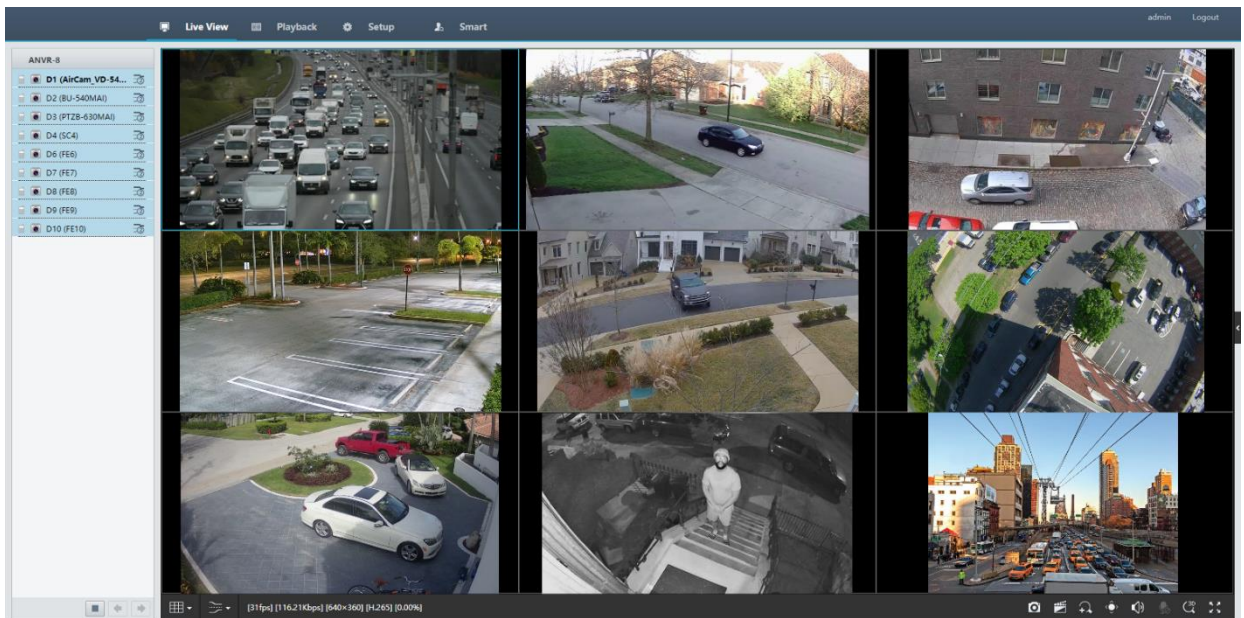 Live View Playback Setup Smart admin Logout
ANVR-8
D1 (AirCam_VD-54...
D2 (BU-540MAI)
D3 (PTZB-630MAI)
D4 (SC4)
D6 (FE6)
D7 (FE7)
D8 (FE8)
D9 (FE9)
D10 (FE10)
[31fps] [116.21Kbps] [640×360] [H.265] [0.00%]